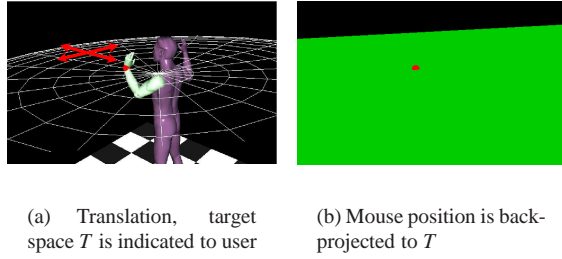 (a) Translation, target
space T is indicated to user
(b) Mouse position is back-
projected to T